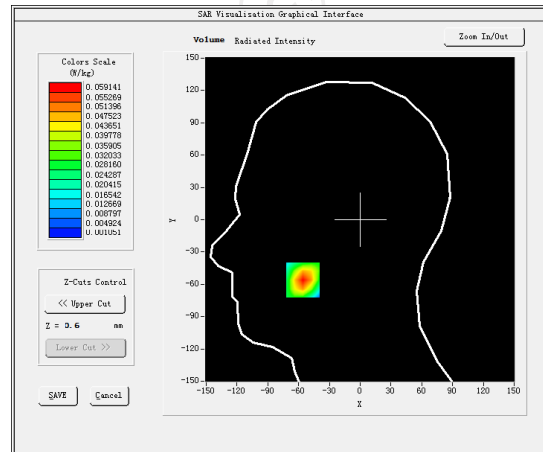 SAR Visualisation Graphical Interface
Volume Radiated Intensity
Zoom In/Out
Colors Scale
(W/kg)
0.059141
0.055269
0.051396
0.047523
0.043651
0.039778
0.035905
0.032033
0.028160
0.024287
0.020415
0.016542
0.012669
0.008797
0.004924
0.001051
Z-Cuts Control
<< Upper Cut
Z = 0.6 mm
Lower Cut >>
SAVE
Cancel
150
120
90
60
30
0
-30
-60
-90
-120
-150
Y
-150 -120 -90 -60 -30 0 30 60 90 120 150
X